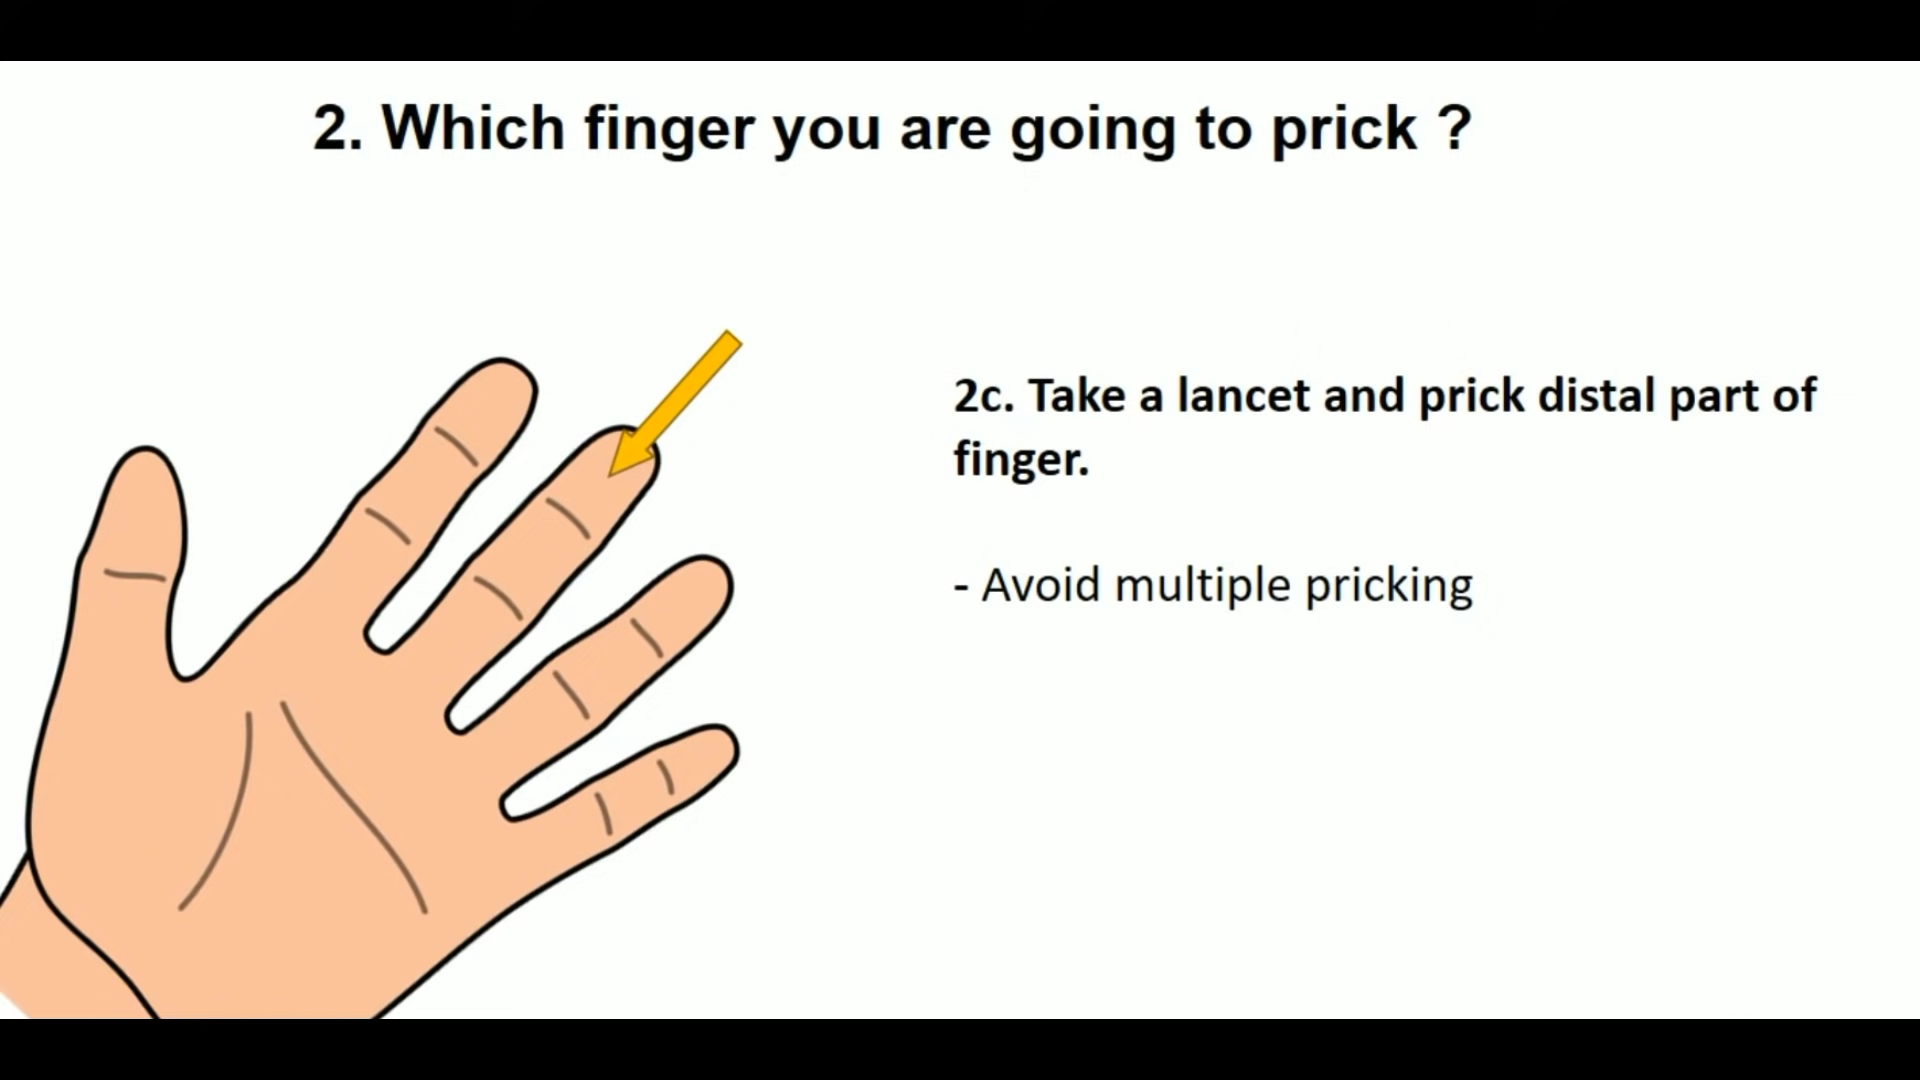 2. Which finger you are going to prick ?
2c. Take a lancet and prick distal part of
finger.
- Avoid multiple pricking